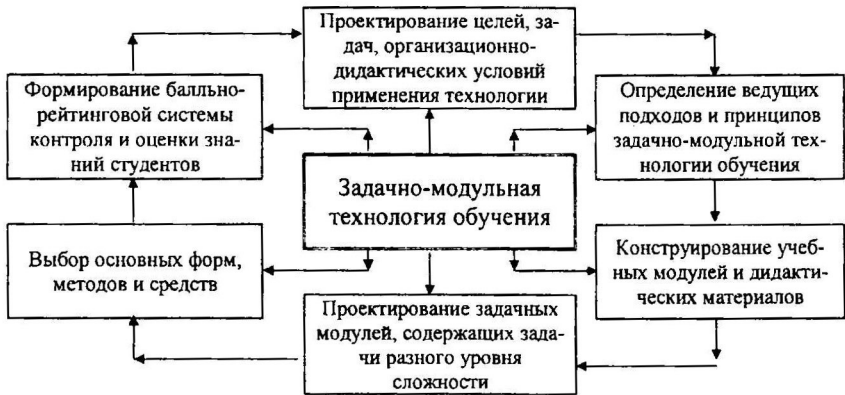 Проектирование целей, за-
дач, организационно-
дидактических условий
применения технологии
Формирование балльно-
рейтинговой системы
контроля и оценки зна-
ний студентов
Определение ведущих
подходов и принципов
задачно-модульной тех-
нологии обучения
Задачно-модульная
технология обучения
Выбор основных форм,
методов и средств
Конструирование учеб-
ных модулей и дидакти-
ческих материалов
Проектирование задачных
модулей, содержащих зада-
чи разного уровня
сложности